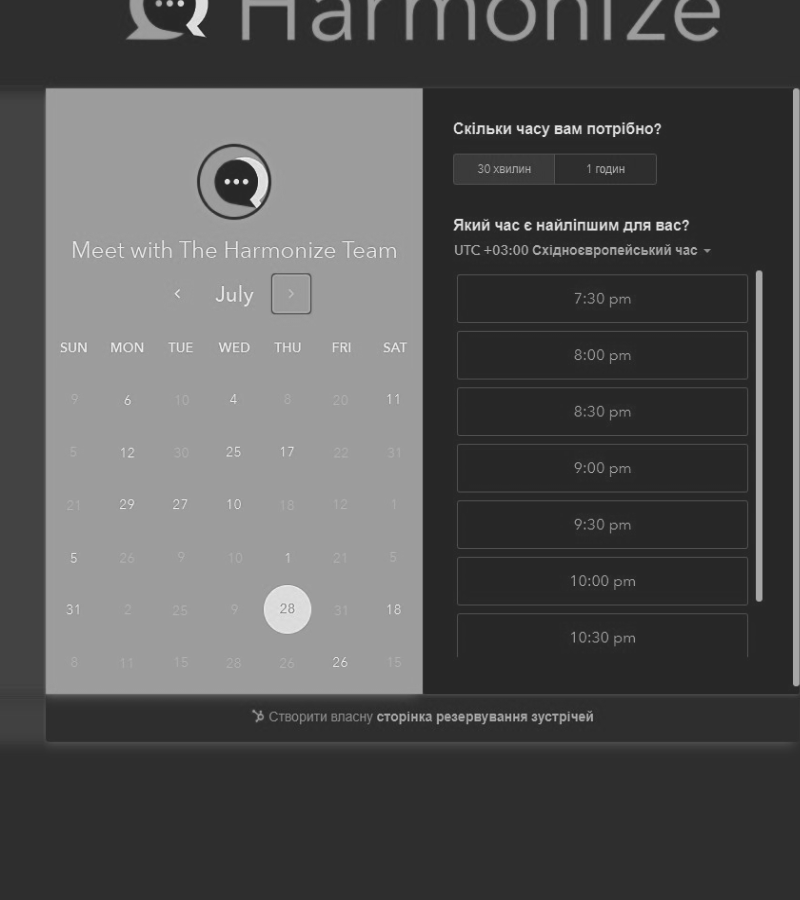 Harmonize
Meet with The Harmonize Team
July
SUN MON TUE WED THU FRI SAT
9 6 10 4 8 20 11
5 12 30 25 17 22 31
21 29 27 10 18 12 1
5 26 9 10 1 21 5
31 2 25 9 28 31 18
8 11 15 28 26 26 15
Скільки часу вам потрібно?
30 хвилин 1 годин
Який час є найліпшим для вас?
UTC +03:00 Східноєвропейський час
7:30 pm
8:00 pm
8:30 pm
9:00 pm
9:30 pm
10:00 pm
10:30 pm
Створити власну сторінка резервування зустрічей